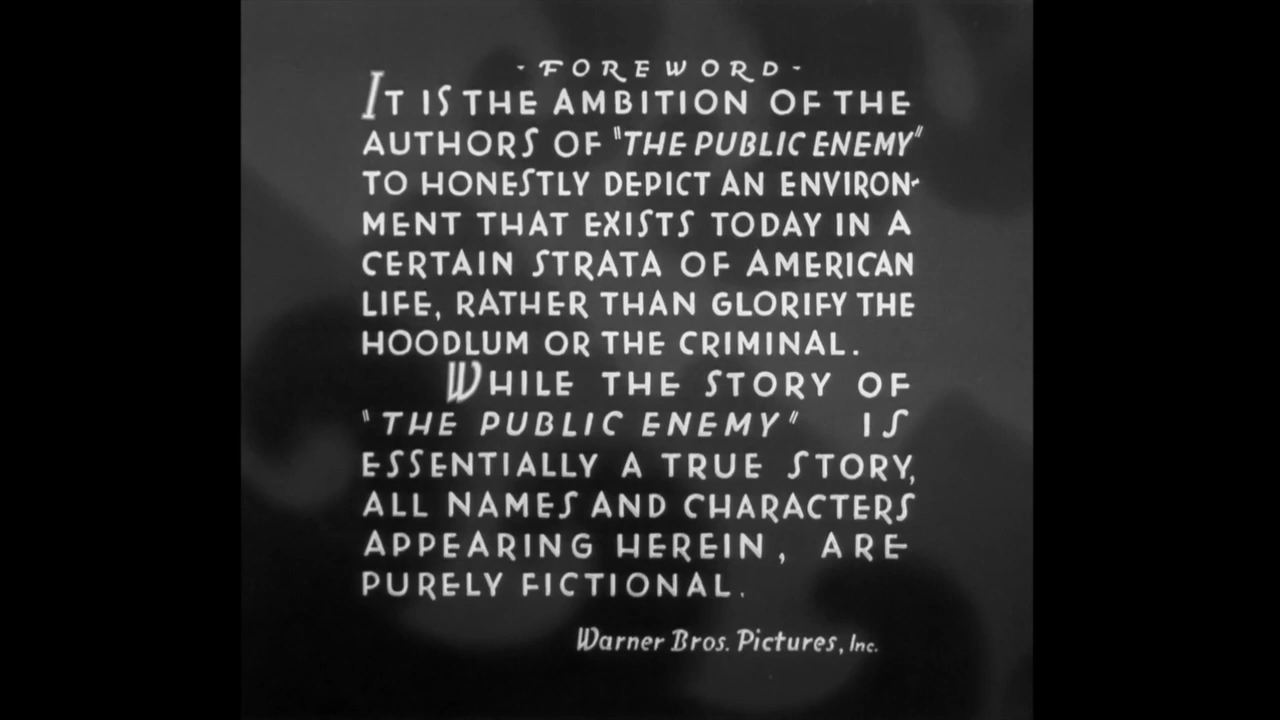 - FOREWORD -
IT IS THE AMBITION OF THE
AUTHORS OF "THE PUBLIC ENEMY"
TO HONESTLY DEPICT AN ENVIRON-
MENT THAT EXISTS TODAY IN A
CERTAIN STRATA OF AMERICAN
LIFE, RATHER THAN GLORIFY THE
HOODLUM OR THE CRIMINAL.
WHILE THE STORY OF
"THE PUBLIC ENEMY" IS
ESSENTIALLY A TRUE STORY,
ALL NAMES AND CHARACTERS
APPEARING HEREIN, ARE
PURELY FICTIONAL.
Warner Bros. Pictures, Inc.